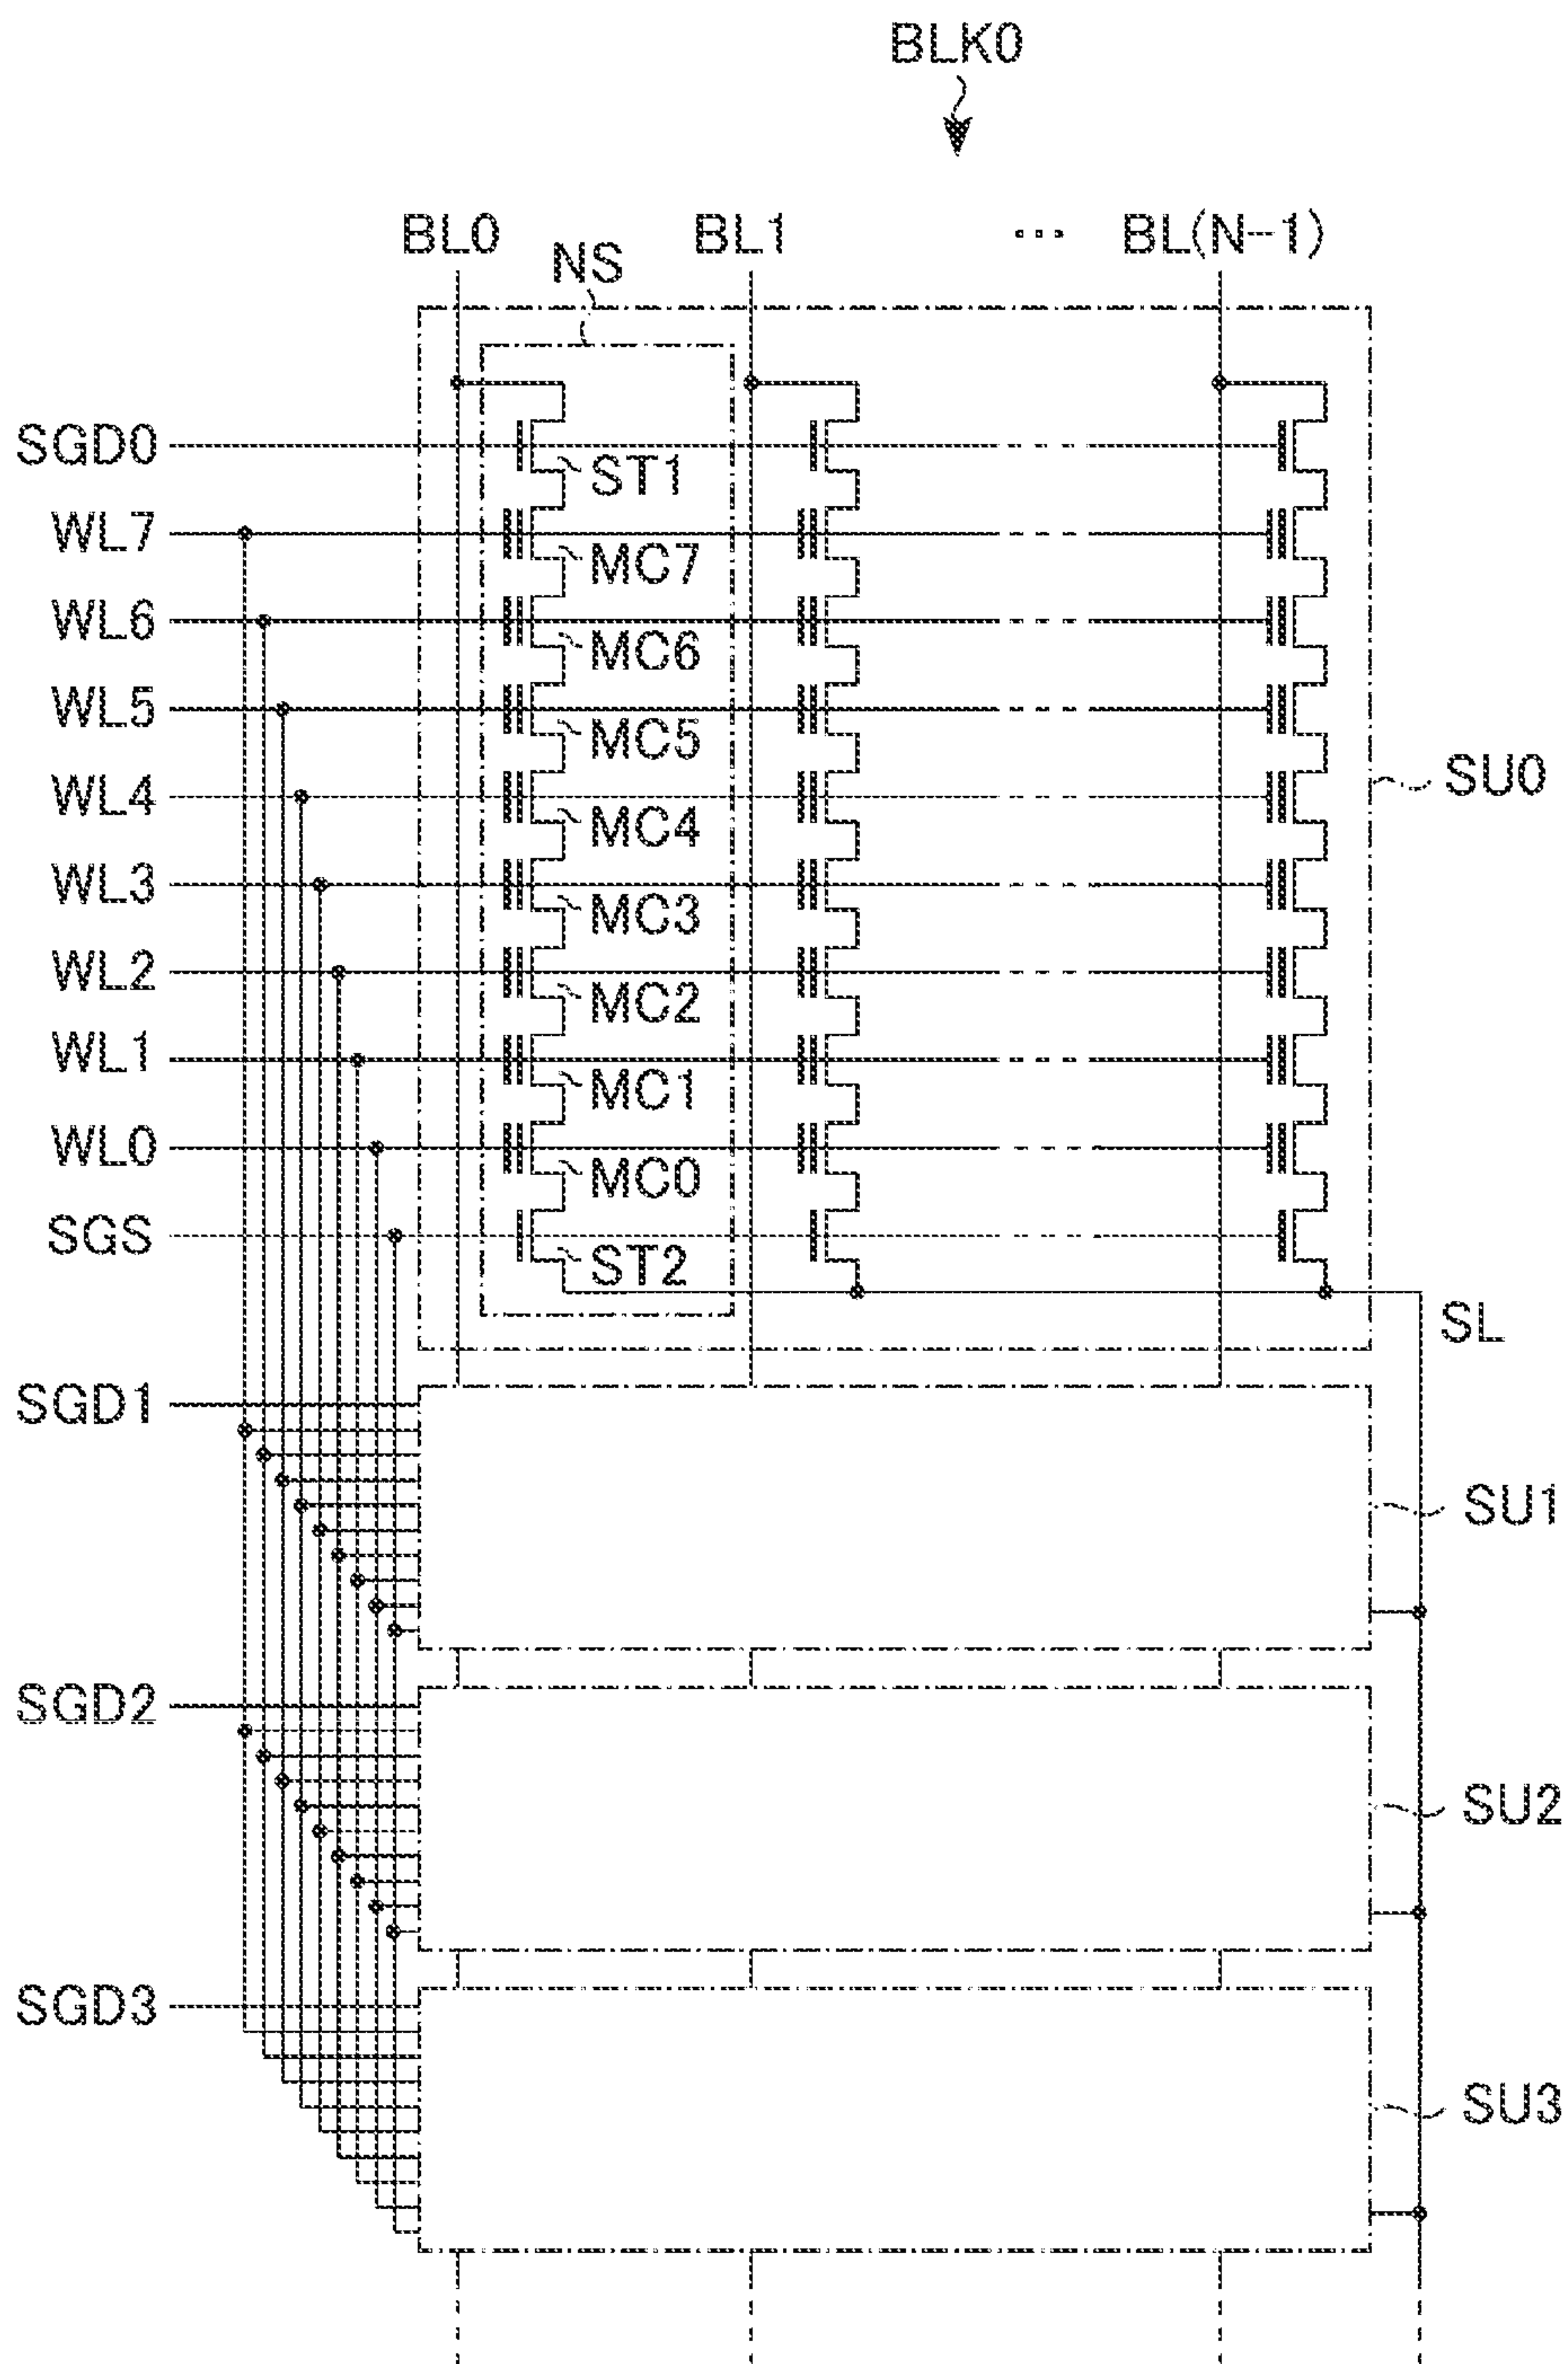 BLK0
BL0
NS
BL1
...
BL(N-1)
SGD0
ST1
WL7
MC7
WL6
MC6
WL5
MC5
SU0
WL4
MC4
WL3
MC3
WL2
MC2
WL1
MC1
WL0
MC0
SGS
ST2
SL
SGD1
SU1
SGD2
SU2
SGD3
SU3